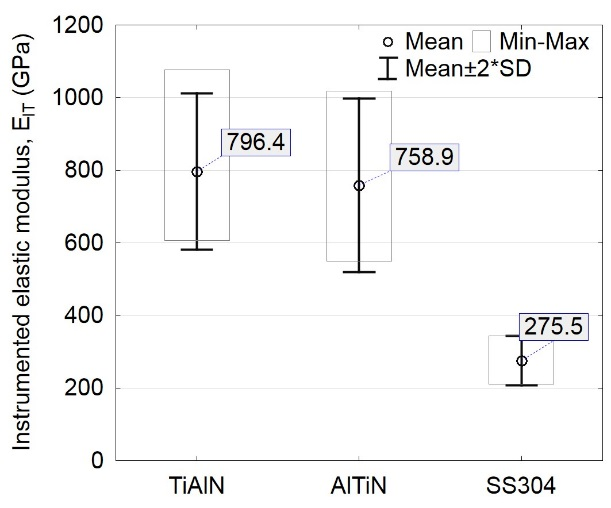 Instrumented elastic modulus, E_IT (GPa)
1200
1000
800
600
400
200
0
Mean Min-Max
Mean±2*SD
796.4
758.9
275.5
TiAlN AlTiN SS304